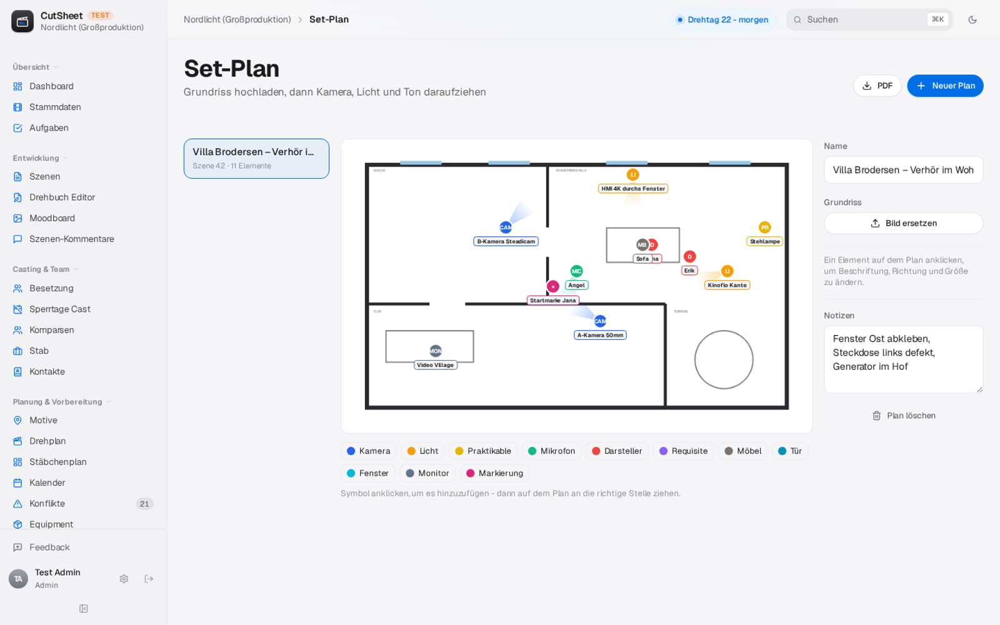 CutSheet TEST
Nordlicht (Großproduktion)
Übersicht
Dashboard
Stammdaten
Aufgaben
Entwicklung
Szenen
Drehbuch Editor
Moodboard
Szenen-Kommentare
Casting & Team
Besetzung
Sperrtage Cast
Komparsen
Stab
Kontakte
Planung & Vorbereitung
Motive
Drehplan
Stäbchenplan
Kalender
Konflikte 21
Equipment
Feedback
TA
Test Admin
Admin
Nordlicht (Großproduktion) > Set-Plan
Drehtag 22 - morgen
Suchen
⌘K
Set-Plan
Grundriss hochladen, dann Kamera, Licht und Ton daraufziehen
PDF
+ Neuer Plan
Villa Brodersen – Verhör i...
Szene 42 · 11 Elemente
KÜCHE
LI
HMI 4K durchs Fenster
CAM
B-Kamera Steadicam
PR
Stehlampe
MB
D
Sofa
na
D
Erik
LI
Kinoflo Kante
MIC
Angel
×
Startmarke Jana
FLUR
TERRASSE
CAM
A-Kamera 50mm
MON
Video Village
Kamera
Licht
Praktikable
Mikrofon
Darsteller
Requisite
Möbel
Tür
Fenster
Monitor
Markierung
Symbol anklicken, um es hinzuzufügen - dann auf dem Plan an die richtige Stelle ziehen.
Name
Villa Brodersen – Verhör im Woh
Grundriss
Bild ersetzen
Ein Element auf dem Plan anklicken,
um Beschriftung, Richtung und Größe
zu ändern.
Notizen
Fenster Ost abkleben,
Steckdose links defekt,
Generator im Hof
Plan löschen